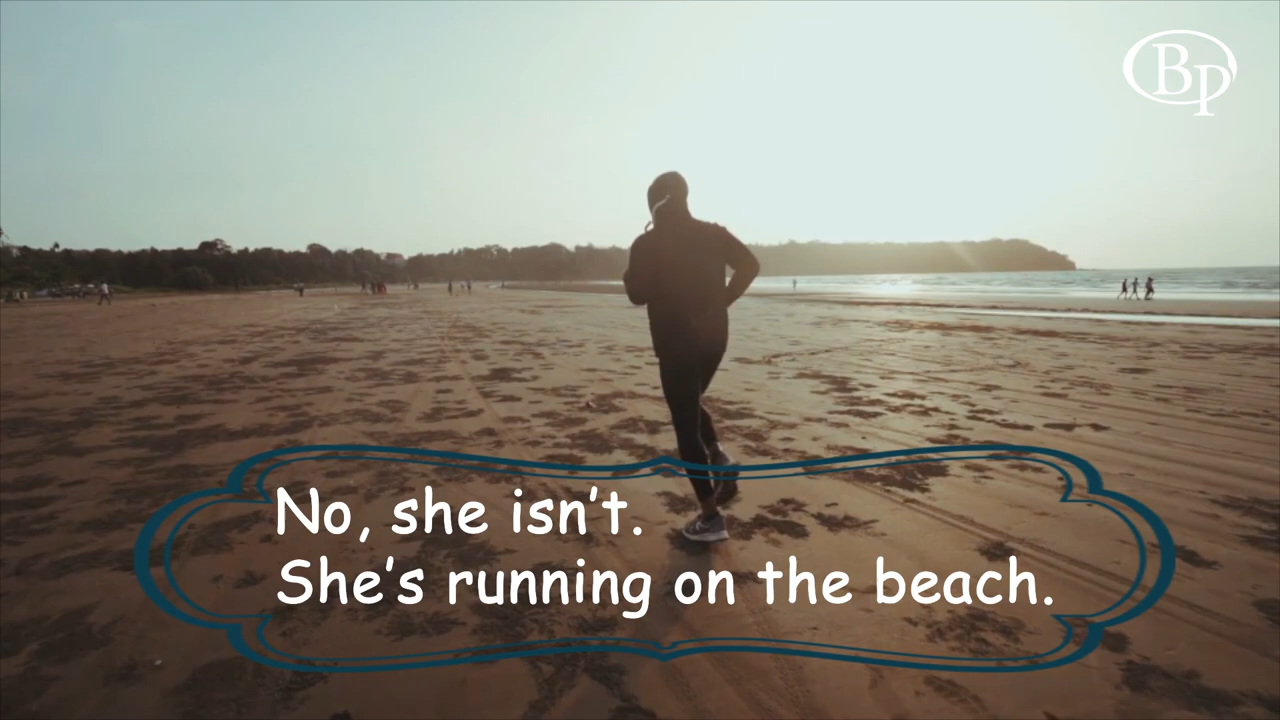 BP
No, she isn't.
She's running on the beach.